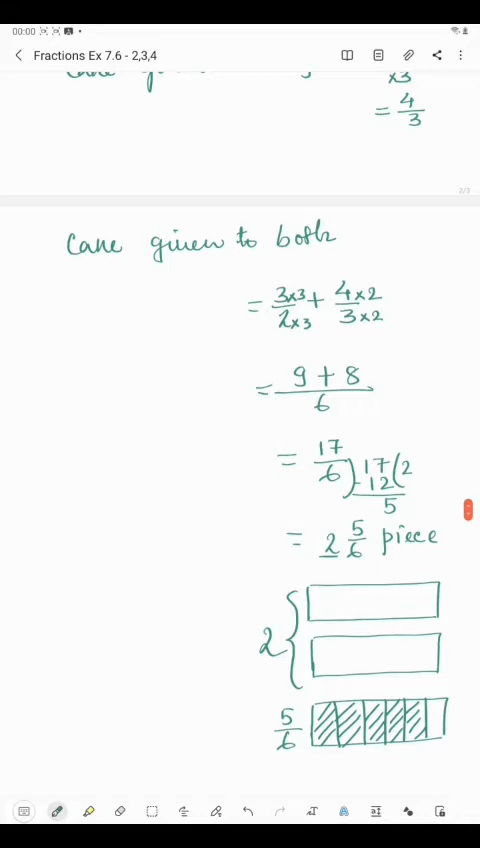 00:00
Fractions Ex 7.6 - 2,3,4
×3
= 4/3
2/3
Cake given to both
= 3×3/2×3 + 4×2/3×2
= 9 + 8/6
= 17/6
6)17(2
-12
5
= 2 5/6 piece
2
5/6